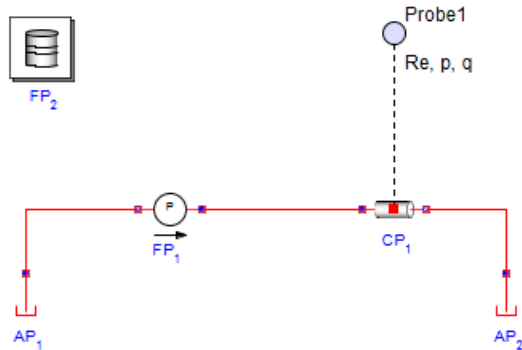 Probe1
Re, p, q
FP₂
P
FP₁
CP₁
AP₁
AP₂